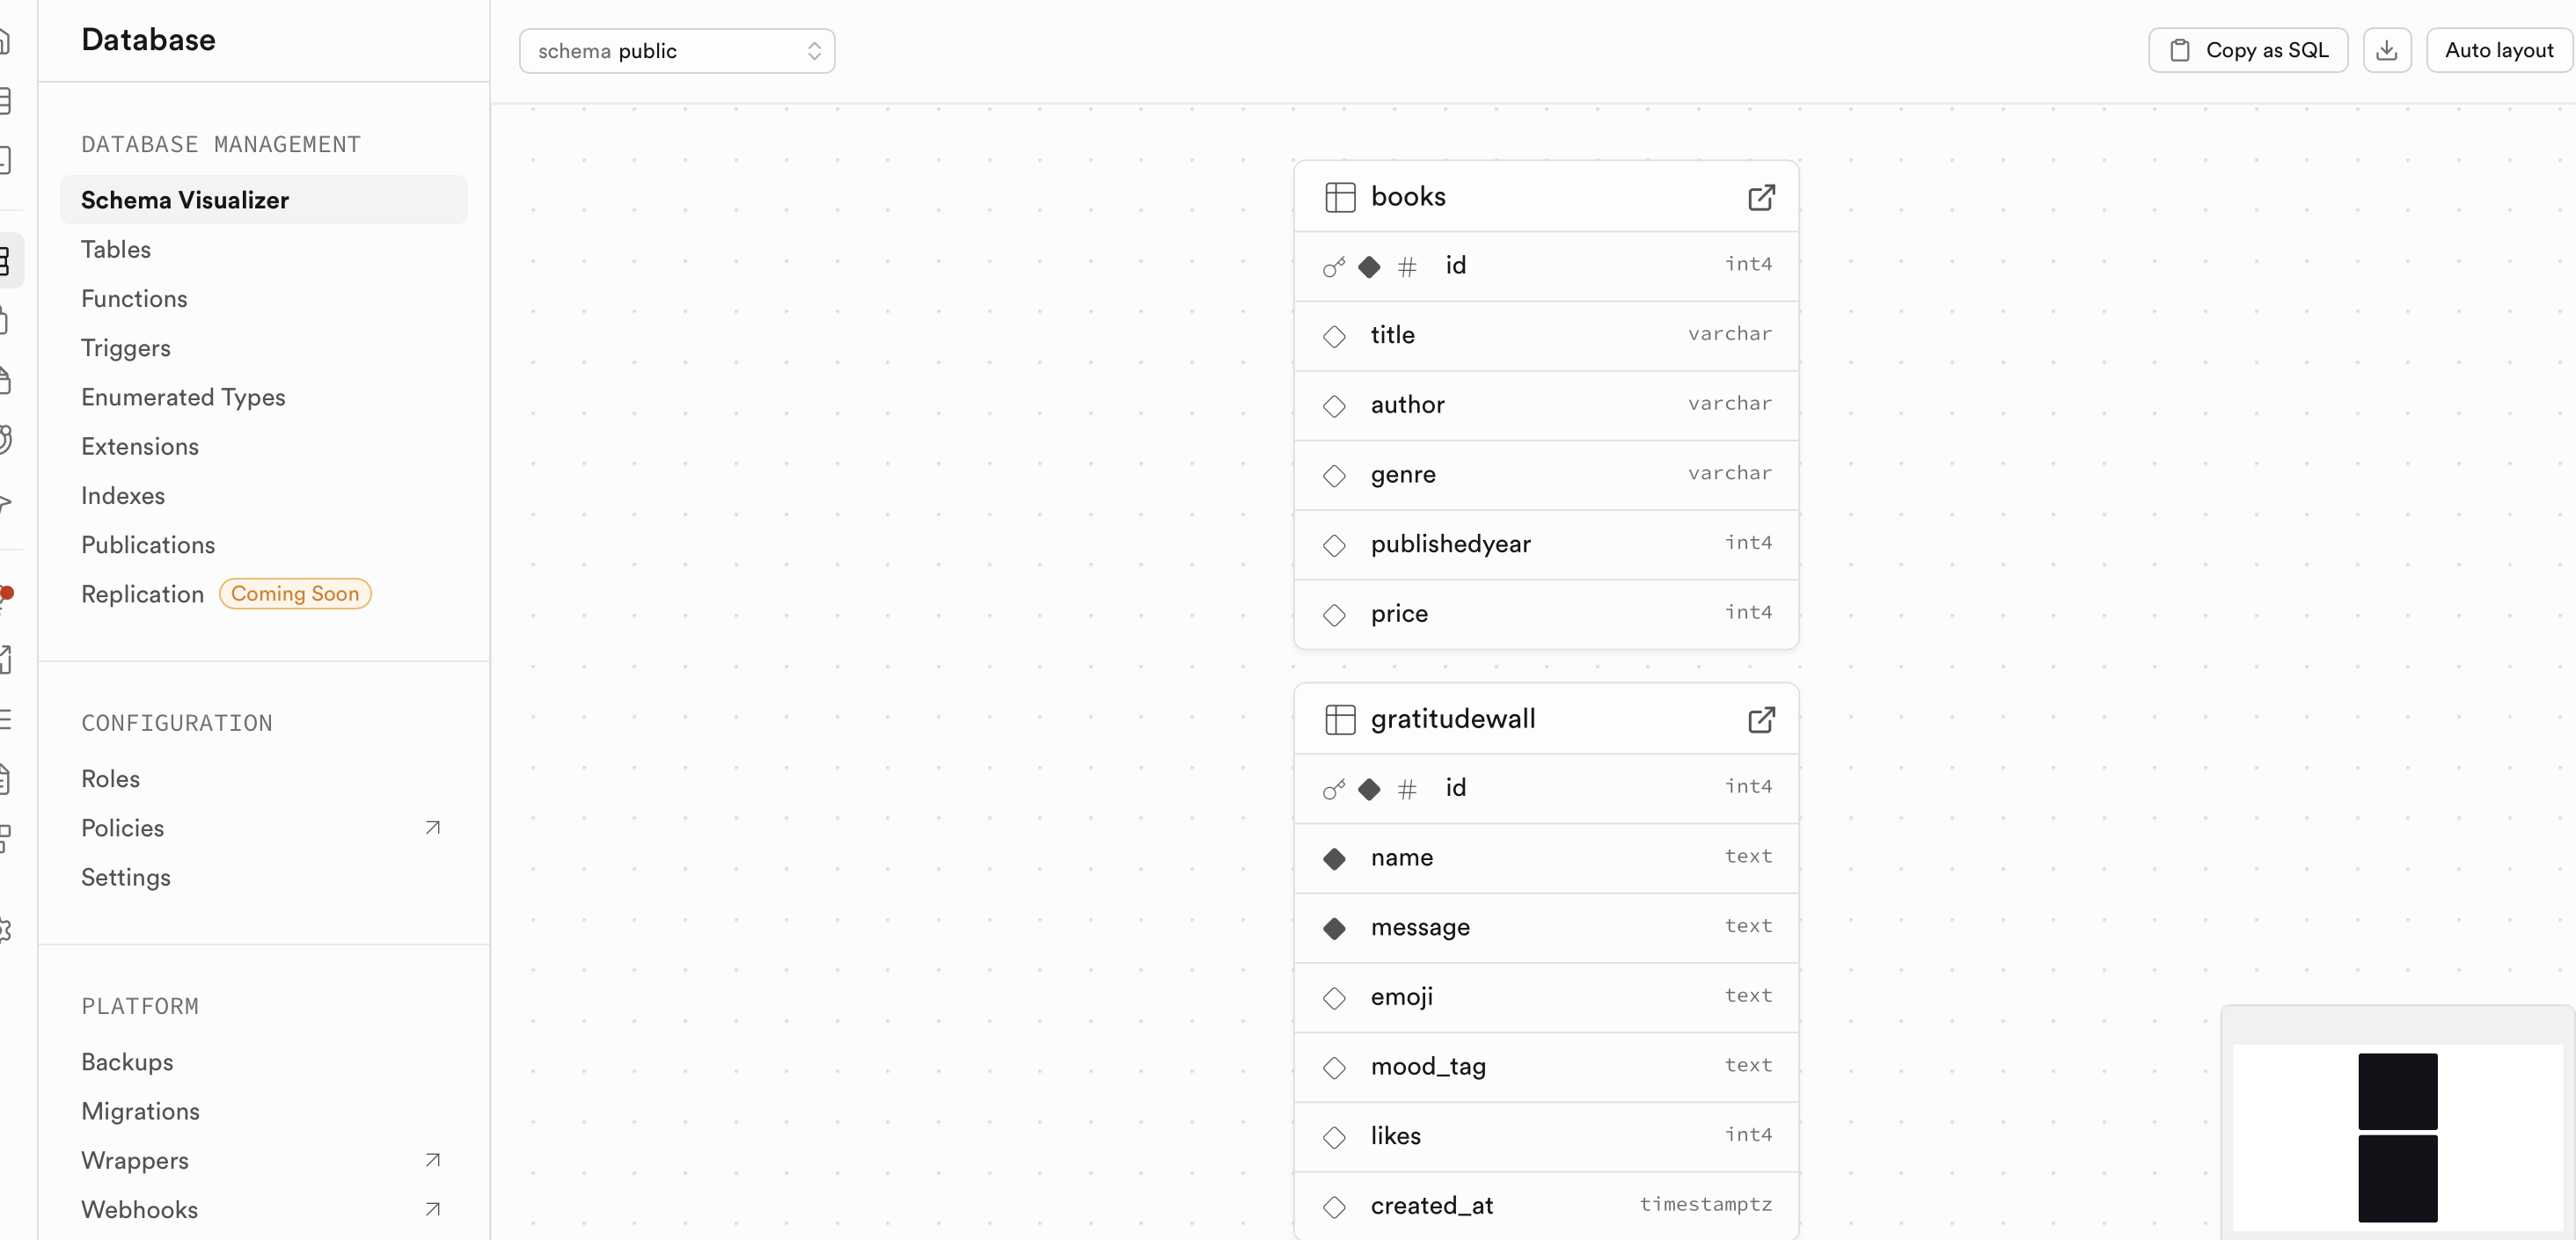 Database
DATABASE MANAGEMENT
Schema Visualizer
Tables
Functions
Triggers
Enumerated Types
Extensions
Indexes
Publications
Replication Coming Soon
CONFIGURATION
Roles
Policies
Settings
PLATFORM
Backups
Migrations
Wrappers
Webhooks
schema public
Copy as SQL
Auto layout
books
# id int4
title varchar
author varchar
genre varchar
publishedyear int4
price int4
gratitudewall
# id int4
name text
message text
emoji text
mood_tag text
likes int4
created_at timestamptz